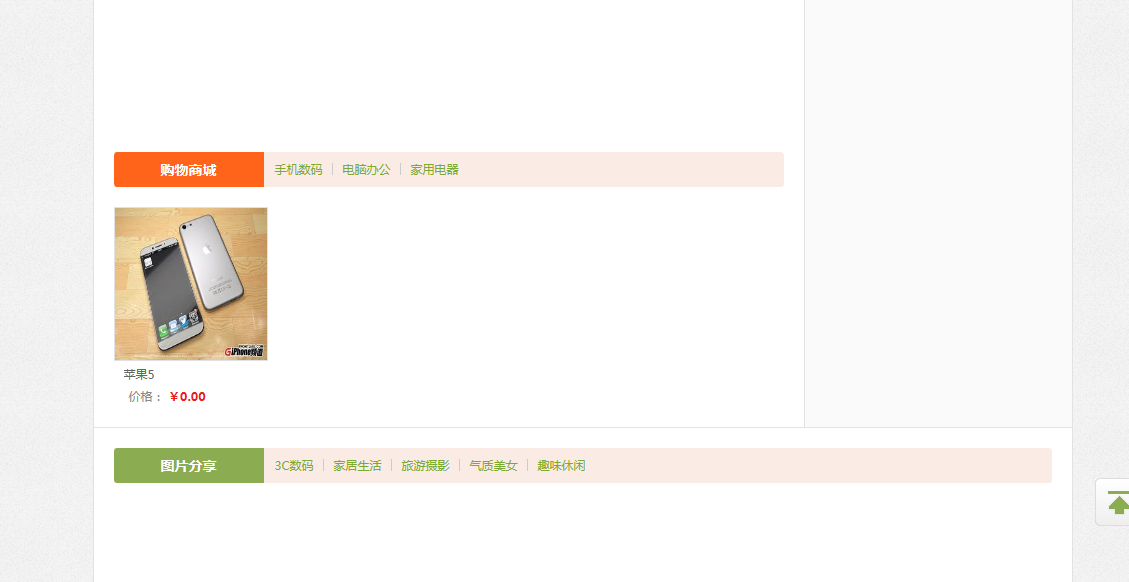 购物商城 手机数码 电脑办公 家用电器
GiPhone频道
苹果5
价格： ￥0.00
图片分享 3C数码 家居生活 旅游摄影 气质美女 趣味休闲